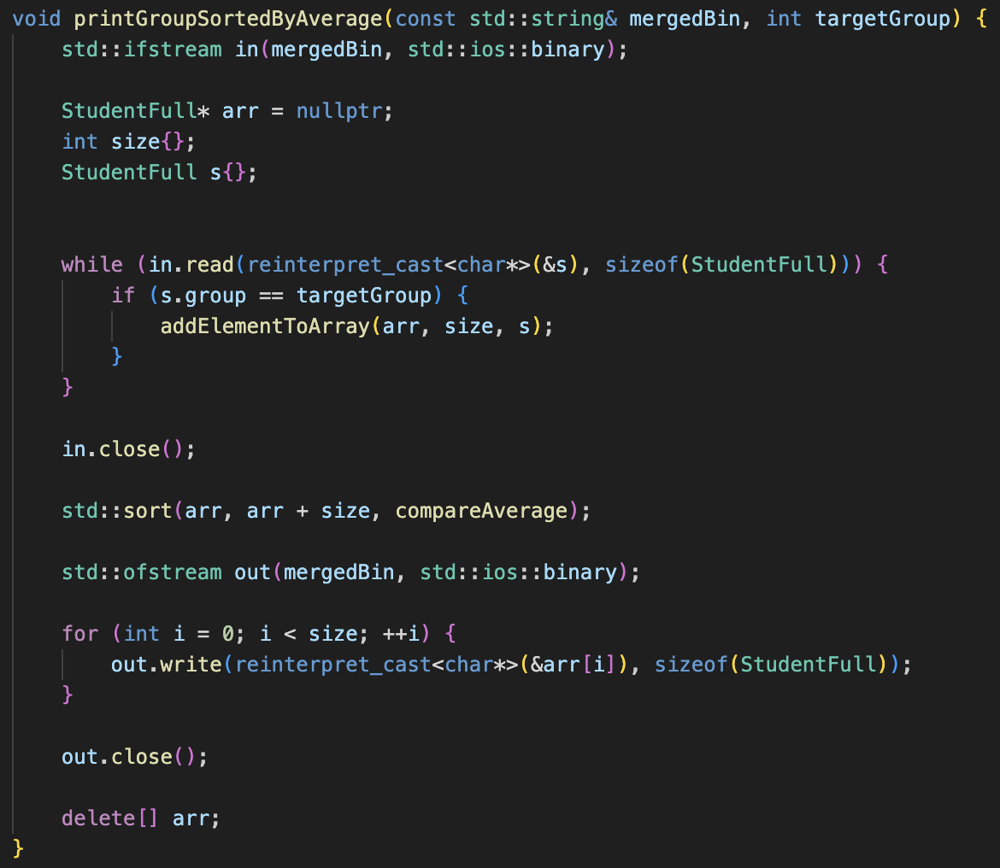 void printGroupSortedByAverage(const std::string& mergedBin, int targetGroup) {
    std::ifstream in(mergedBin, std::ios::binary);
    StudentFull* arr = nullptr;
    int size{};
    StudentFull s{};
    while (in.read(reinterpret_cast<char*>(&s), sizeof(StudentFull))) {
        if (s.group == targetGroup) {
            addElementToArray(arr, size, s);
        }
    }
    in.close();
    std::sort(arr, arr + size, compareAverage);
    std::ofstream out(mergedBin, std::ios::binary);
    for (int i = 0; i < size; ++i) {
        out.write(reinterpret_cast<char*>(&arr[i]), sizeof(StudentFull));
    }
    out.close();
    delete[] arr;
}